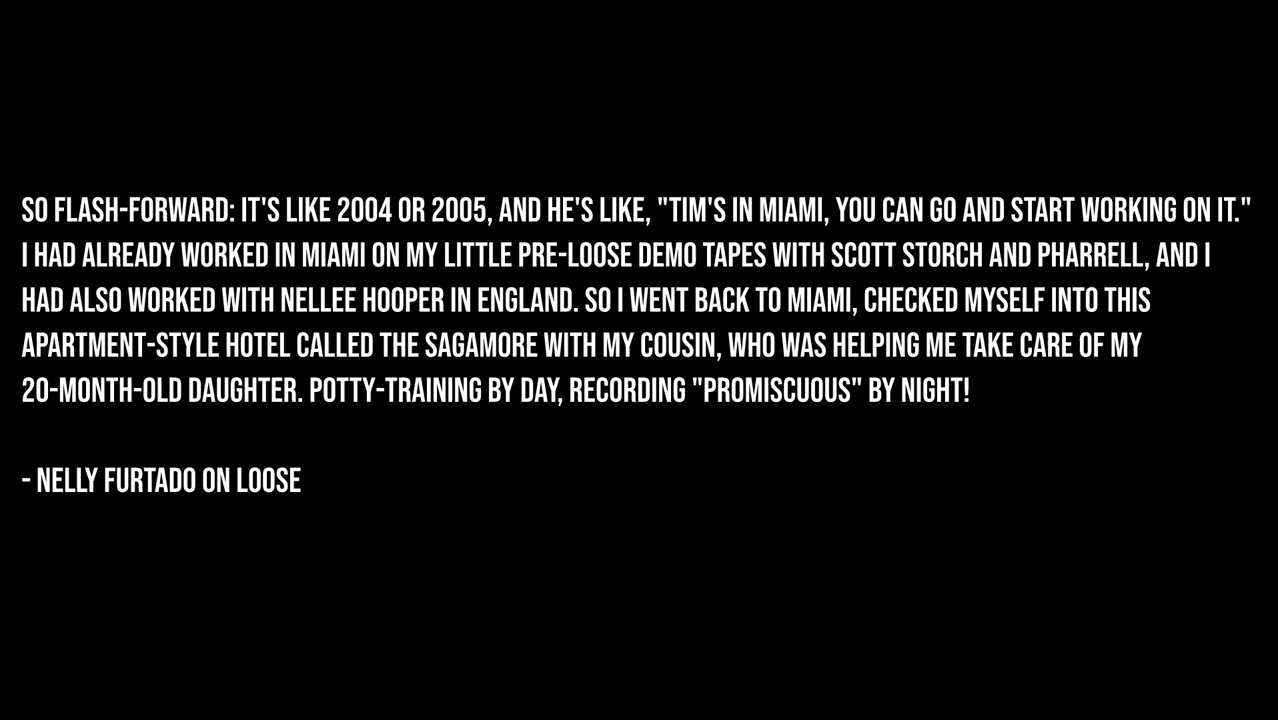 SO FLASH-FORWARD: IT'S LIKE 2004 OR 2005, AND HE'S LIKE, "TIM'S IN MIAMI, YOU CAN GO AND START WORKING ON IT."
I HAD ALREADY WORKED IN MIAMI ON MY LITTLE PRE-LOOSE DEMO TAPES WITH SCOTT STORCH AND PHARRELL, AND I
HAD ALSO WORKED WITH NELLEE HOOPER IN ENGLAND. SO I WENT BACK TO MIAMI, CHECKED MYSELF INTO THIS
APARTMENT-STYLE HOTEL CALLED THE SAGAMORE WITH MY COUSIN, WHO WAS HELPING ME TAKE CARE OF MY
20-MONTH-OLD DAUGHTER. POTTY-TRAINING BY DAY, RECORDING "PROMISCUOUS" BY NIGHT!
- NELLY FURTADO ON LOOSE